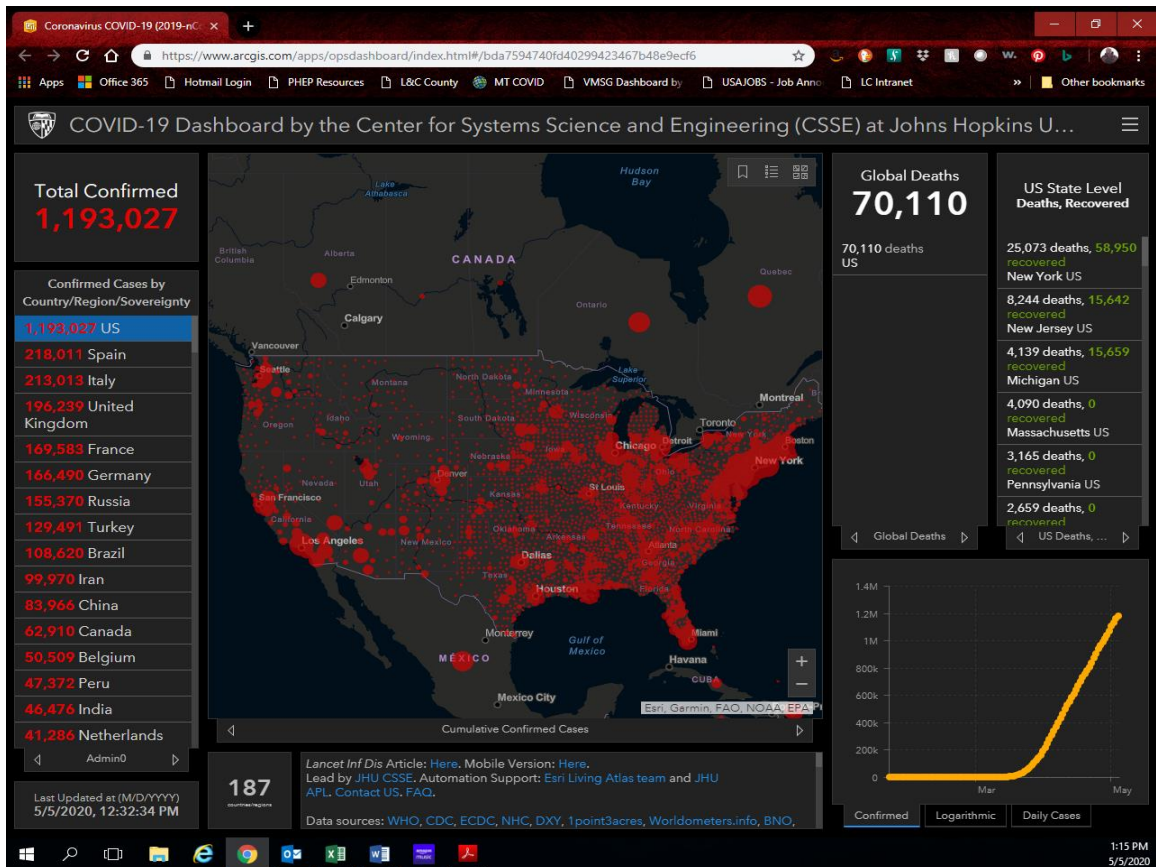 Coronavirus COVID-19 (2019-nC
https://www.arcgis.com/apps/opsdashboard/index.html#/bda7594740fd40299423467b48e9ecf6
Apps Office 365 Hotmail Login PHEP Resources L&C County MT COVID VMSG Dashboard by USAJOBS - Job Anno LC Intranet » Other bookmarks
COVID-19 Dashboard by the Center for Systems Science and Engineering (CSSE) at Johns Hopkins U...
Total Confirmed
1,193,027
Confirmed Cases by
Country/Region/Sovereignty
1,193,027 US
218,011 Spain
213,013 Italy
196,239 United
Kingdom
169,583 France
166,490 Germany
155,370 Russia
129,491 Turkey
108,620 Brazil
99,970 Iran
83,966 China
62,910 Canada
50,509 Belgium
47,372 Peru
46,476 India
41,286 Netherlands
Admin0
Last Updated at (M/D/YYYY)
5/5/2020, 12:32:34 PM
Hudson
Bay
Lake
Athabasca
British
Columbia
Alberta
CANADA
Edmonton
Quebec
Ontario
Calgary
Vancouver
Seattle
Montana
North Dakota
Minnesota
Lake
Superior
Montreal
Oregon
Idaho
South Dakota
Wisconsin
Toronto
Wyoming
Chicago
Detroit
New York
Boston
Nebraska
Iowa
Ohio
New York
Nevada
Utah
Denver
St Louis
San Francisco
Kansas
Kentucky
Virginia
California
Los Angeles
New Mexico
Oklahoma
Arkansas
Tennessee
North Carolina
Atlanta
Dallas
Georgia
Texas
Houston
Florida
Monterrey
Gulf of
Mexico
Miami
MÉXICO
Havana
CUBA
Mexico City
Esri, Garmin, FAO, NOAA, EPA
Cumulative Confirmed Cases
187
countries/regions
Lancet Inf Dis Article: Here. Mobile Version: Here.
Lead by JHU CSSE. Automation Support: Esri Living Atlas team and JHU
APL. Contact US. FAQ.
Data sources: WHO, CDC, ECDC, NHC, DXY, 1point3acres, Worldometers.info, BNO,
Global Deaths
70,110
70,110 deaths
US
Global Deaths
US State Level
Deaths, Recovered
25,073 deaths, 58,950
recovered
New York US
8,244 deaths, 15,642
recovered
New Jersey US
4,139 deaths, 15,659
recovered
Michigan US
4,090 deaths, 0
recovered
Massachusetts US
3,165 deaths, 0
recovered
Pennsylvania US
2,659 deaths, 0
recovered
US Deaths, ...
1.4M
1M
800k
600k
400k
200k
0
Mar
May
Confirmed
Logarithmic
Daily Cases
1:15 PM
5/5/2020